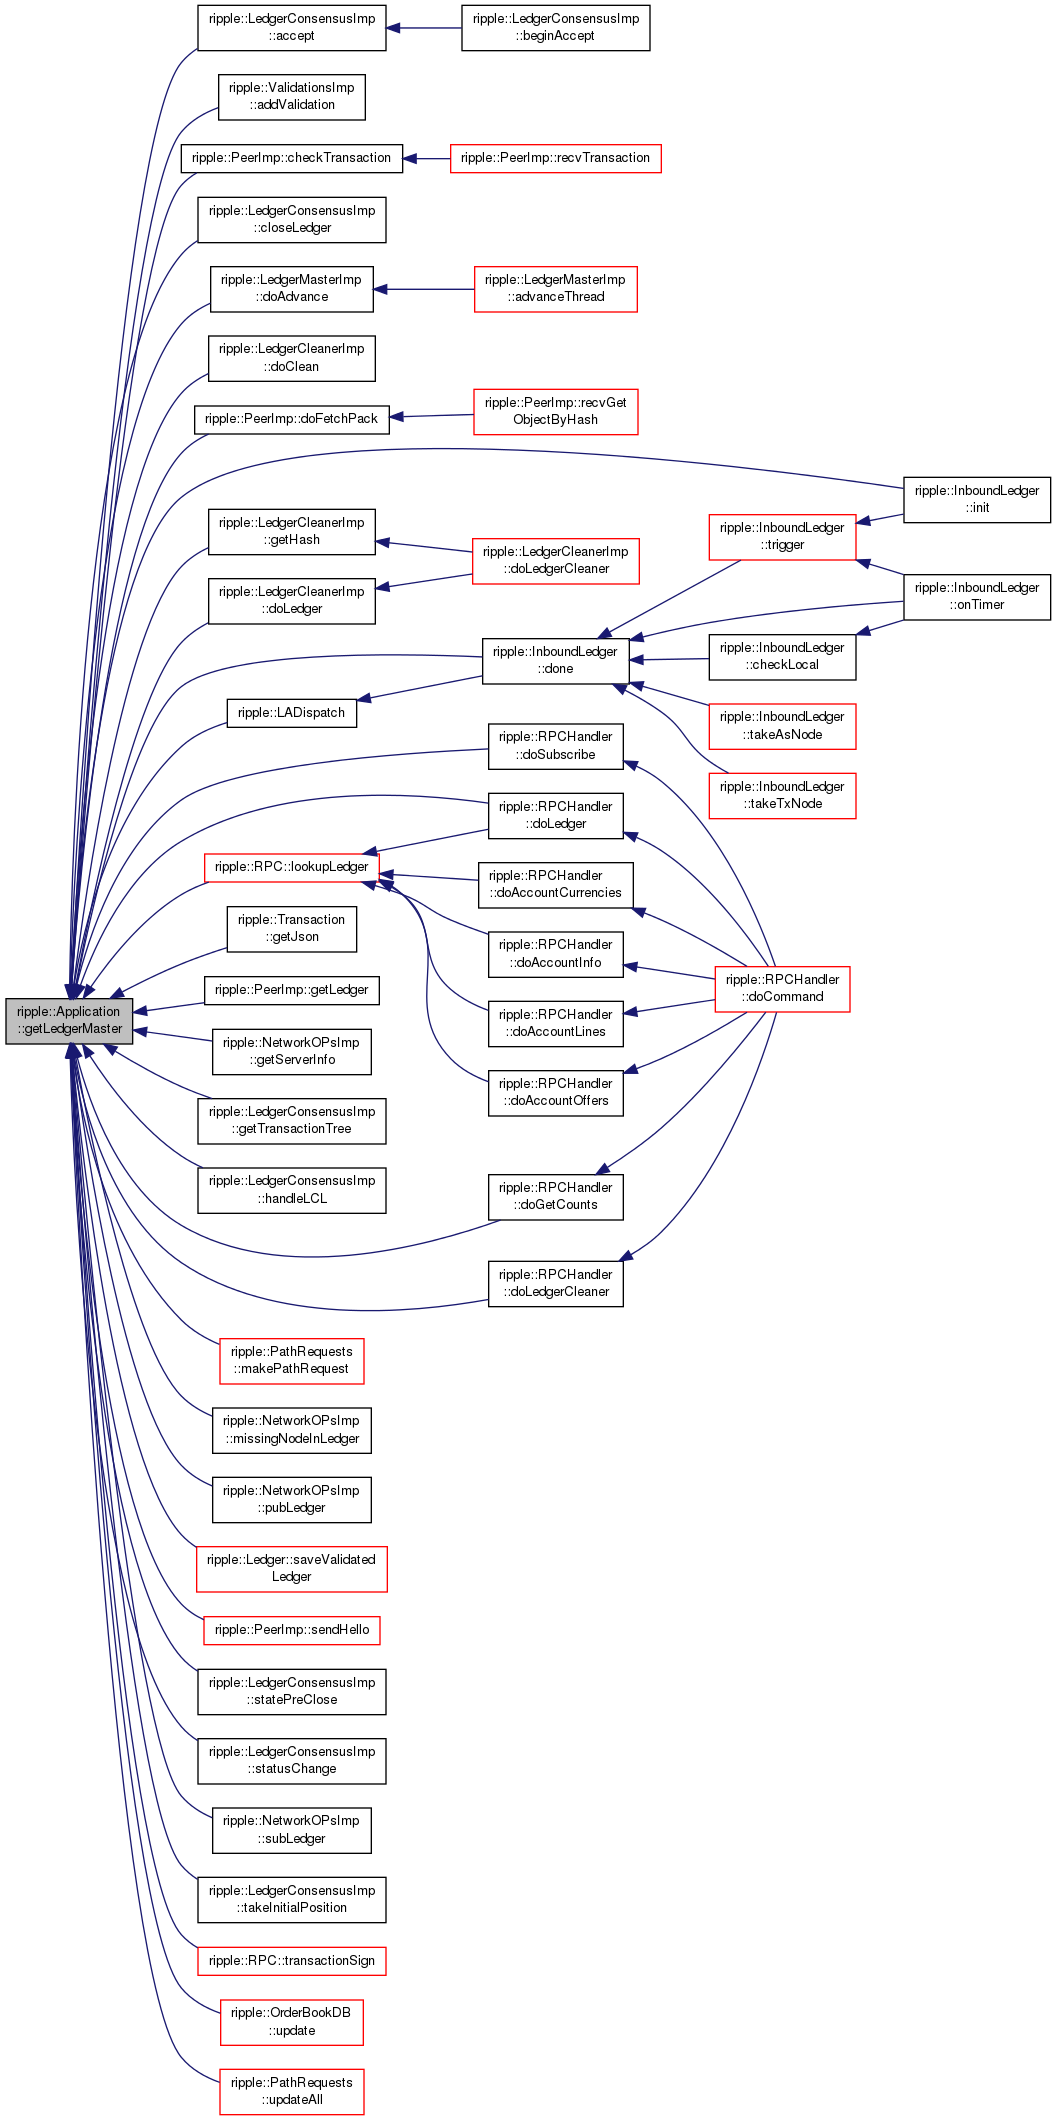 ripple::LedgerConsensusImp
::accept
ripple::LedgerConsensusImp
::beginAccept
ripple::ValidationsImp
::addValidation
ripple::PeerImp::checkTransaction
ripple::PeerImp::recvTransaction
ripple::LedgerConsensusImp
::closeLedger
ripple::LedgerMasterImp
::doAdvance
ripple::LedgerMasterImp
::advanceThread
ripple::LedgerCleanerImp
::doClean
ripple::PeerImp::doFetchPack
ripple::PeerImp::recvGet
ObjectByHash
ripple::InboundLedger
::init
ripple::LedgerCleanerImp
::getHash
ripple::LedgerCleanerImp
::doLedgerCleaner
ripple::InboundLedger
::trigger
ripple::LedgerCleanerImp
::doLedger
ripple::InboundLedger
::onTimer
ripple::InboundLedger
::done
ripple::InboundLedger
::checkLocal
ripple::LADispatch
ripple::InboundLedger
::takeAsNode
ripple::RPCHandler
::doSubscribe
ripple::InboundLedger
::takeTxNode
ripple::RPCHandler
::doLedger
ripple::RPC::lookupLedger
ripple::RPCHandler
::doAccountCurrencies
ripple::Transaction
::getJson
ripple::RPCHandler
::doAccountInfo
ripple::PeerImp::getLedger
ripple::RPCHandler
::doCommand
ripple::Application
::getLedgerMaster
ripple::RPCHandler
::doAccountLines
ripple::NetworkOPsImp
::getServerInfo
ripple::RPCHandler
::doAccountOffers
ripple::LedgerConsensusImp
::getTransactionTree
ripple::LedgerConsensusImp
::handleLCL
ripple::RPCHandler
::doGetCounts
ripple::RPCHandler
::doLedgerCleaner
ripple::PathRequests
::makePathRequest
ripple::NetworkOPsImp
::missingNodeInLedger
ripple::NetworkOPsImp
::pubLedger
ripple::Ledger::saveValidated
Ledger
ripple::PeerImp::sendHello
ripple::LedgerConsensusImp
::statePreClose
ripple::LedgerConsensusImp
::statusChange
ripple::NetworkOPsImp
::subLedger
ripple::LedgerConsensusImp
::takeInitialPosition
ripple::RPC::transactionSign
ripple::OrderBookDB
::update
ripple::PathRequests
::updateAll